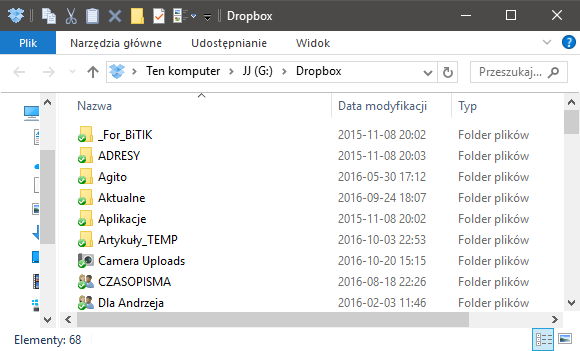 Dropbox
Plik Narzędzia główne Udostępnianie Widok
Ten komputer JJ (G:) Dropbox Przeszukaj...
Nazwa Data modyfikacji Typ
_For_BiTIK 2015-11-08 20:02 Folder plików
ADRESY 2015-11-08 20:03 Folder plików
Agito 2016-05-30 17:12 Folder plików
Aktualne 2016-09-24 18:07 Folder plików
Aplikacje 2015-11-08 20:02 Folder plików
Artykuły_TEMP 2016-10-03 22:53 Folder plików
Camera Uploads 2016-10-20 15:15 Folder plików
CZASOPISMA 2016-08-18 22:26 Folder plików
Dla Andrzeja 2016-02-03 11:46 Folder plików
Elementy: 68